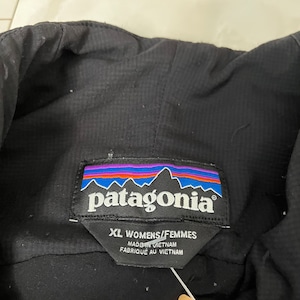 patagonia®
XL WOMENS/FEMMES
MADE IN VIETNAM
FABRIQUÉ AU VIETNAM